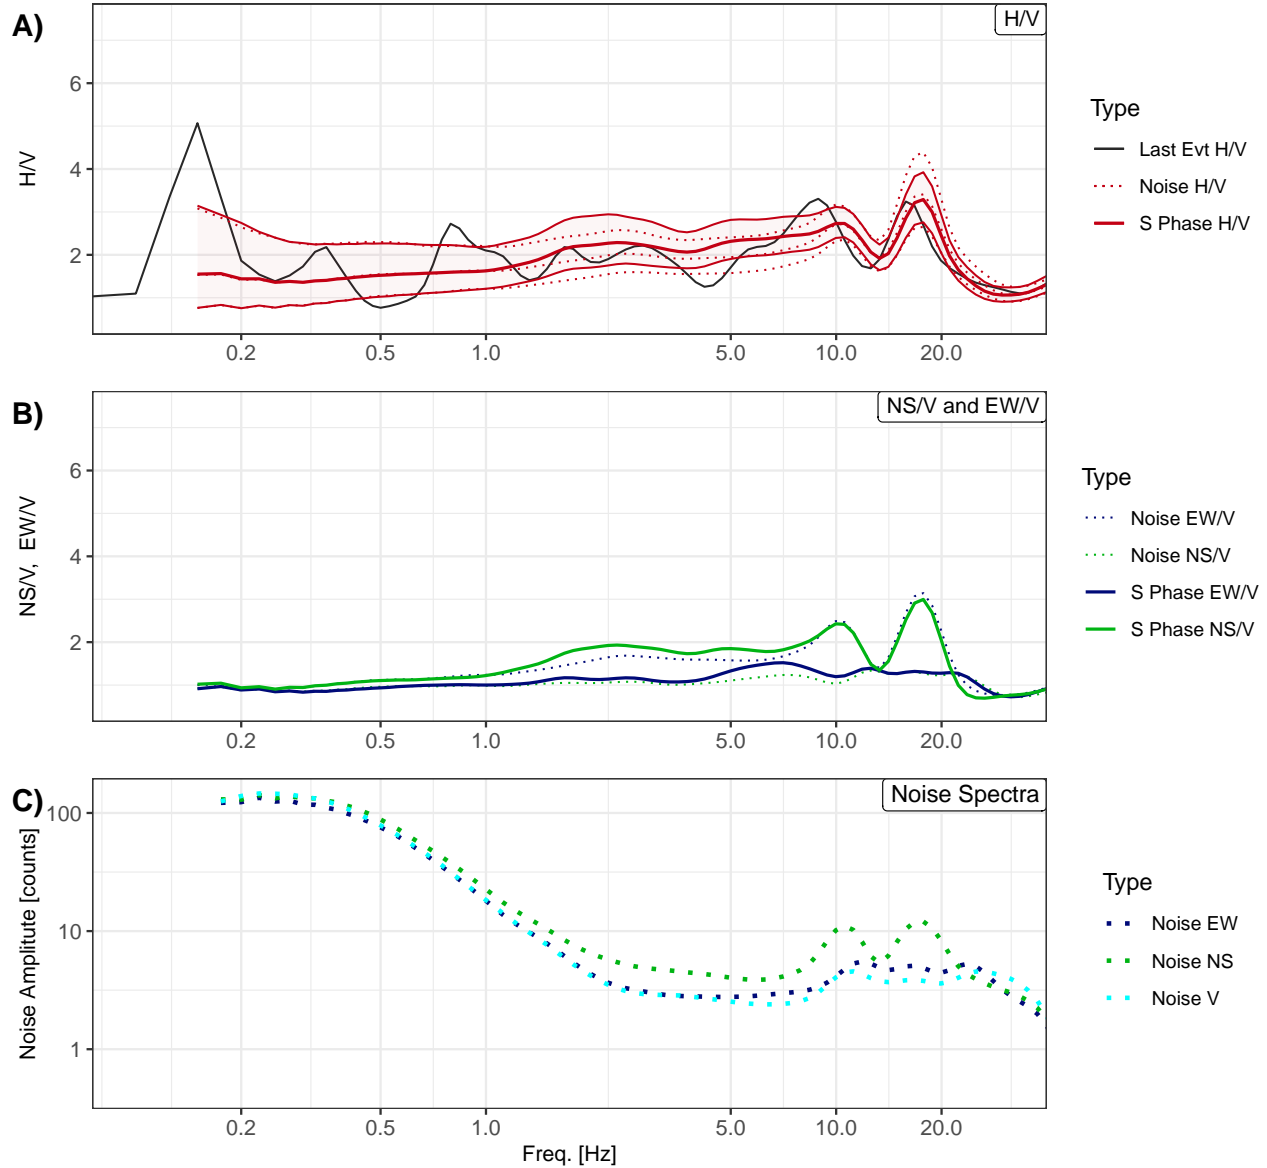 A)
H/V
6
4
2
H/V
0.2 0.5 1.0 5.0 10.0 20.0
Type
Last Evt H/V
Noise H/V
S Phase H/V
B)
NS/V and EW/V
6
4
2
NS/V,  EW/V
0.2 0.5 1.0 5.0 10.0 20.0
Type
Noise EW/V
Noise NS/V
S Phase EW/V
S Phase NS/V
C)
Noise Spectra
100
10
1
Noise Amplitute [counts]
0.2 0.5 1.0 5.0 10.0 20.0
Freq. [Hz]
Type
Noise EW
Noise NS
Noise V